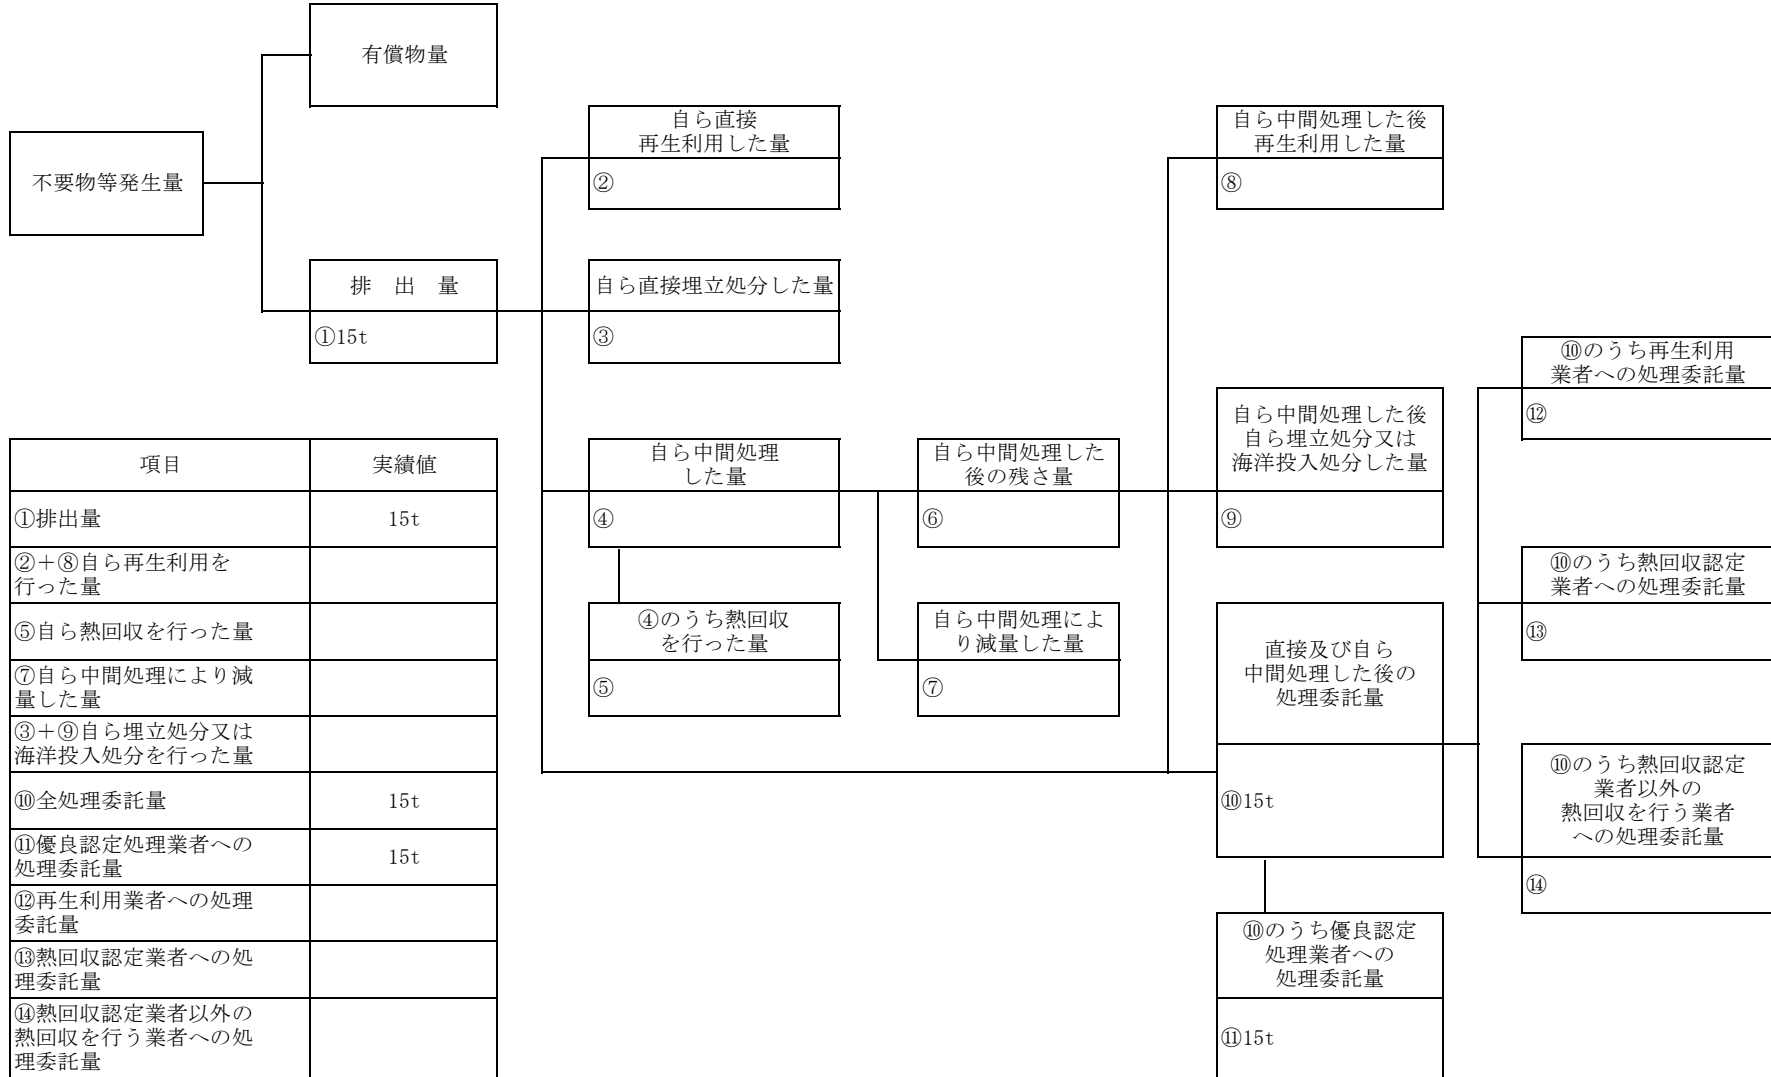 有償物量
不要物等発生量
排　出　量
①15t
自ら直接
再生利用した量
②
自ら直接埋立処分した量
③
自ら中間処理
した量
④
④のうち熱回収
を行った量
⑤
自ら中間処理した
後の残さ量
⑥
自ら中間処理によ
り減量した量
⑦
自ら中間処理した後
再生利用した量
⑧
自ら中間処理した後
自ら埋立処分又は
海洋投入処分した量
⑨
直接及び自ら
中間処理した後の
処理委託量
⑩15t
⑩のうち優良認定
処理業者への
処理委託量
⑪15t
⑩のうち再生利用
業者への処理委託量
⑫
⑩のうち熱回収認定
業者への処理委託量
⑬
⑩のうち熱回収認定
業者以外の
熱回収を行う業者
への処理委託量
⑭
項目 実績値
①排出量 15t
②＋⑧自ら再生利用を
行った量
⑤自ら熱回収を行った量
⑦自ら中間処理により減
量した量
③＋⑨自ら埋立処分又は
海洋投入処分を行った量
⑩全処理委託量 15t
⑪優良認定処理業者への
処理委託量 15t
⑫再生利用業者への処理
委託量
⑬熱回収認定業者への処
理委託量
⑭熱回収認定業者以外の
熱回収を行う業者への処
理委託量